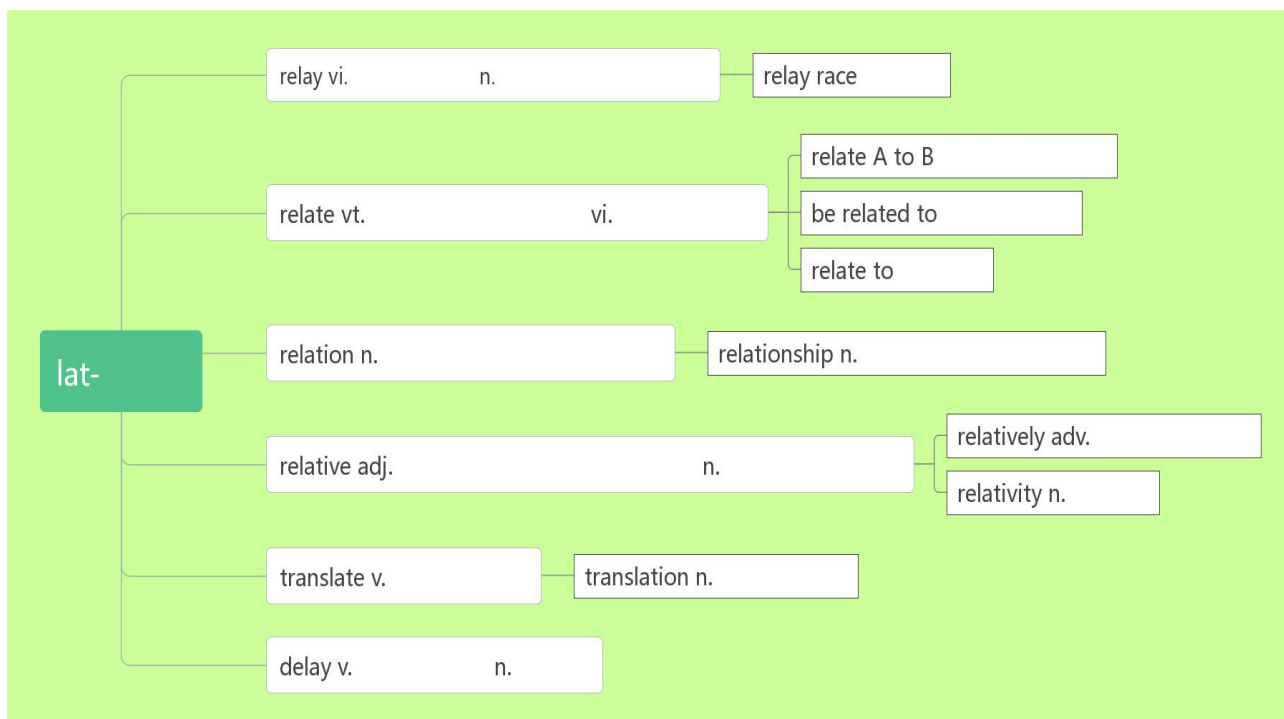 lat-
relay vi. n.
relay race
relate vt. vi.
relate A to B
be related to
relate to
relation n.
relationship n.
relative adj. n.
relatively adv.
relativity n.
translate v.
translation n.
delay v. n.